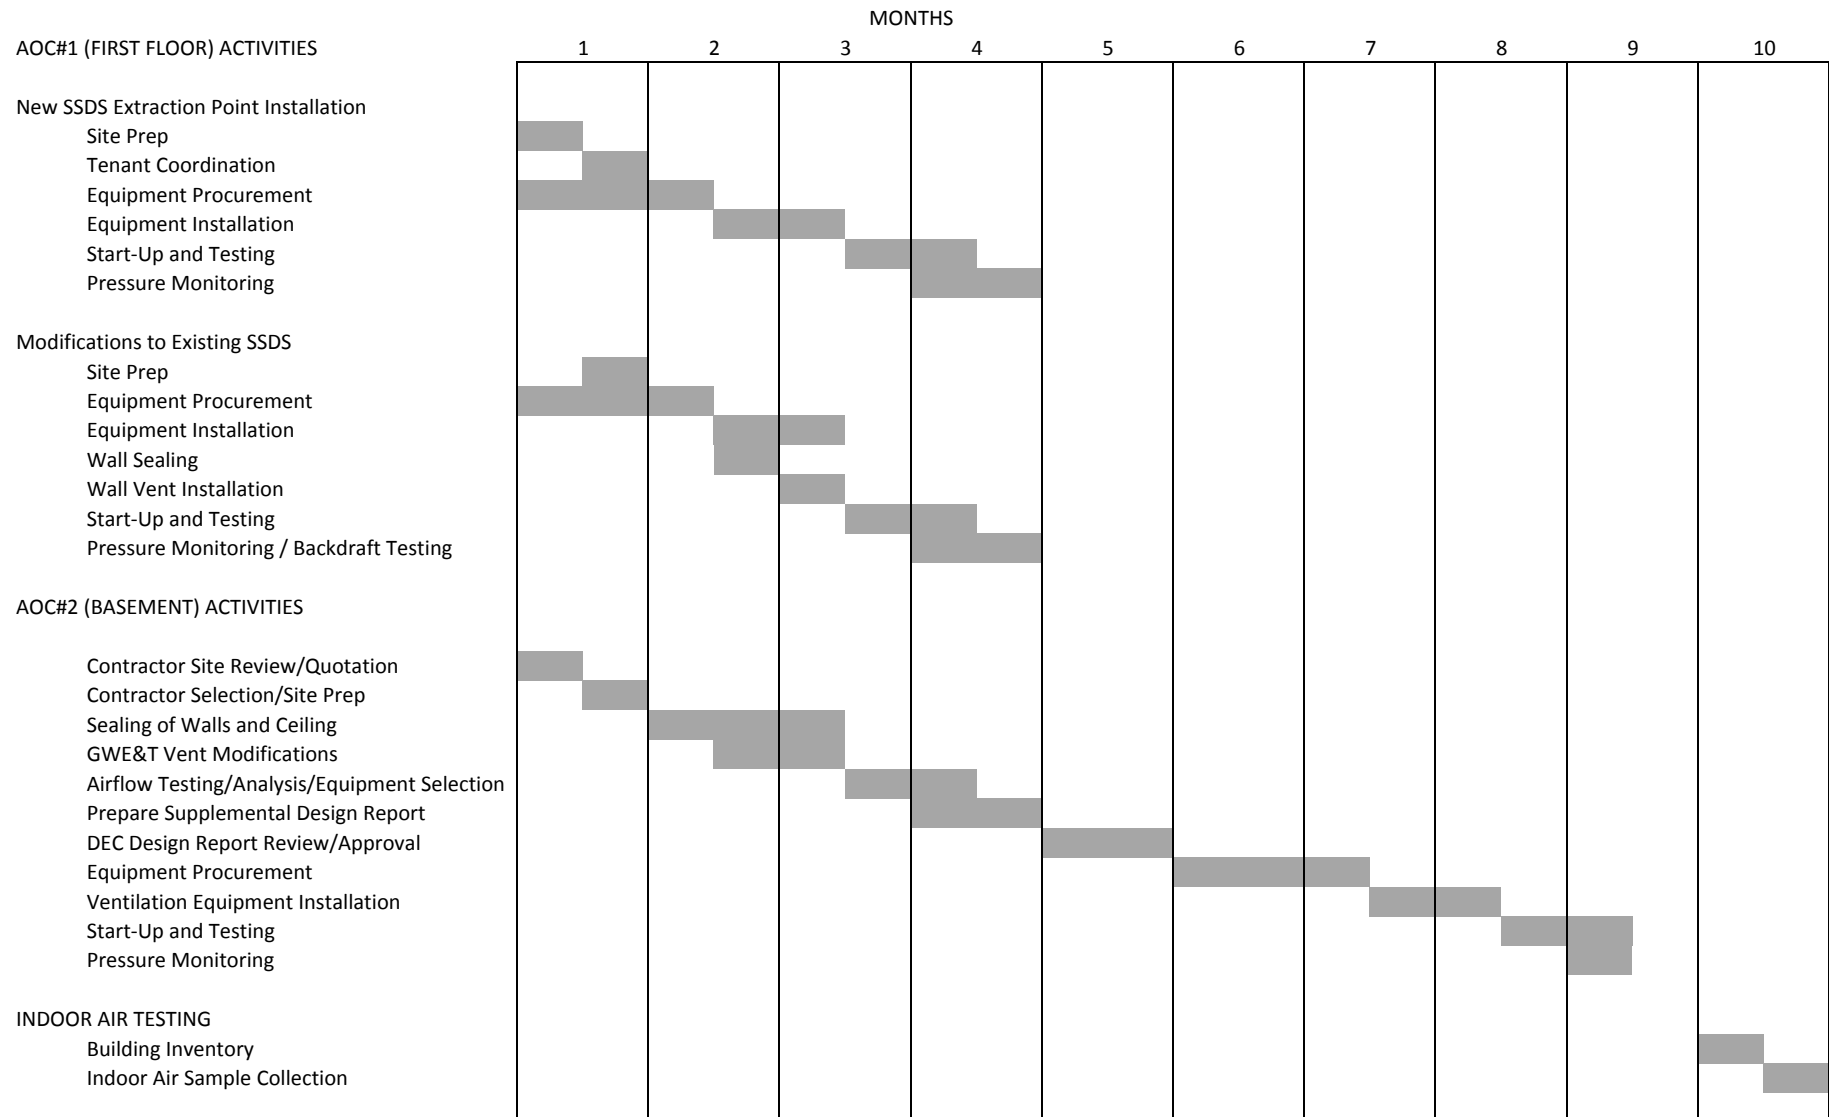 MONTHS
AOC#1 (FIRST FLOOR) ACTIVITIES 1 2 3 4 5 6 7 8 9 10
New SSDS Extraction Point Installation
Site Prep
Tenant Coordination
Equipment Procurement
Equipment Installation
Start-Up and Testing
Pressure Monitoring
Modifications to Existing SSDS
Site Prep
Equipment Procurement
Equipment Installation
Wall Sealing
Wall Vent Installation
Start-Up and Testing
Pressure Monitoring / Backdraft Testing
AOC#2 (BASEMENT) ACTIVITIES
Contractor Site Review/Quotation
Contractor Selection/Site Prep
Sealing of Walls and Ceiling
GWE&T Vent Modifications
Airflow Testing/Analysis/Equipment Selection
Prepare Supplemental Design Report
DEC Design Report Review/Approval
Equipment Procurement
Ventilation Equipment Installation
Start-Up and Testing
Pressure Monitoring
INDOOR AIR TESTING
Building Inventory
Indoor Air Sample Collection